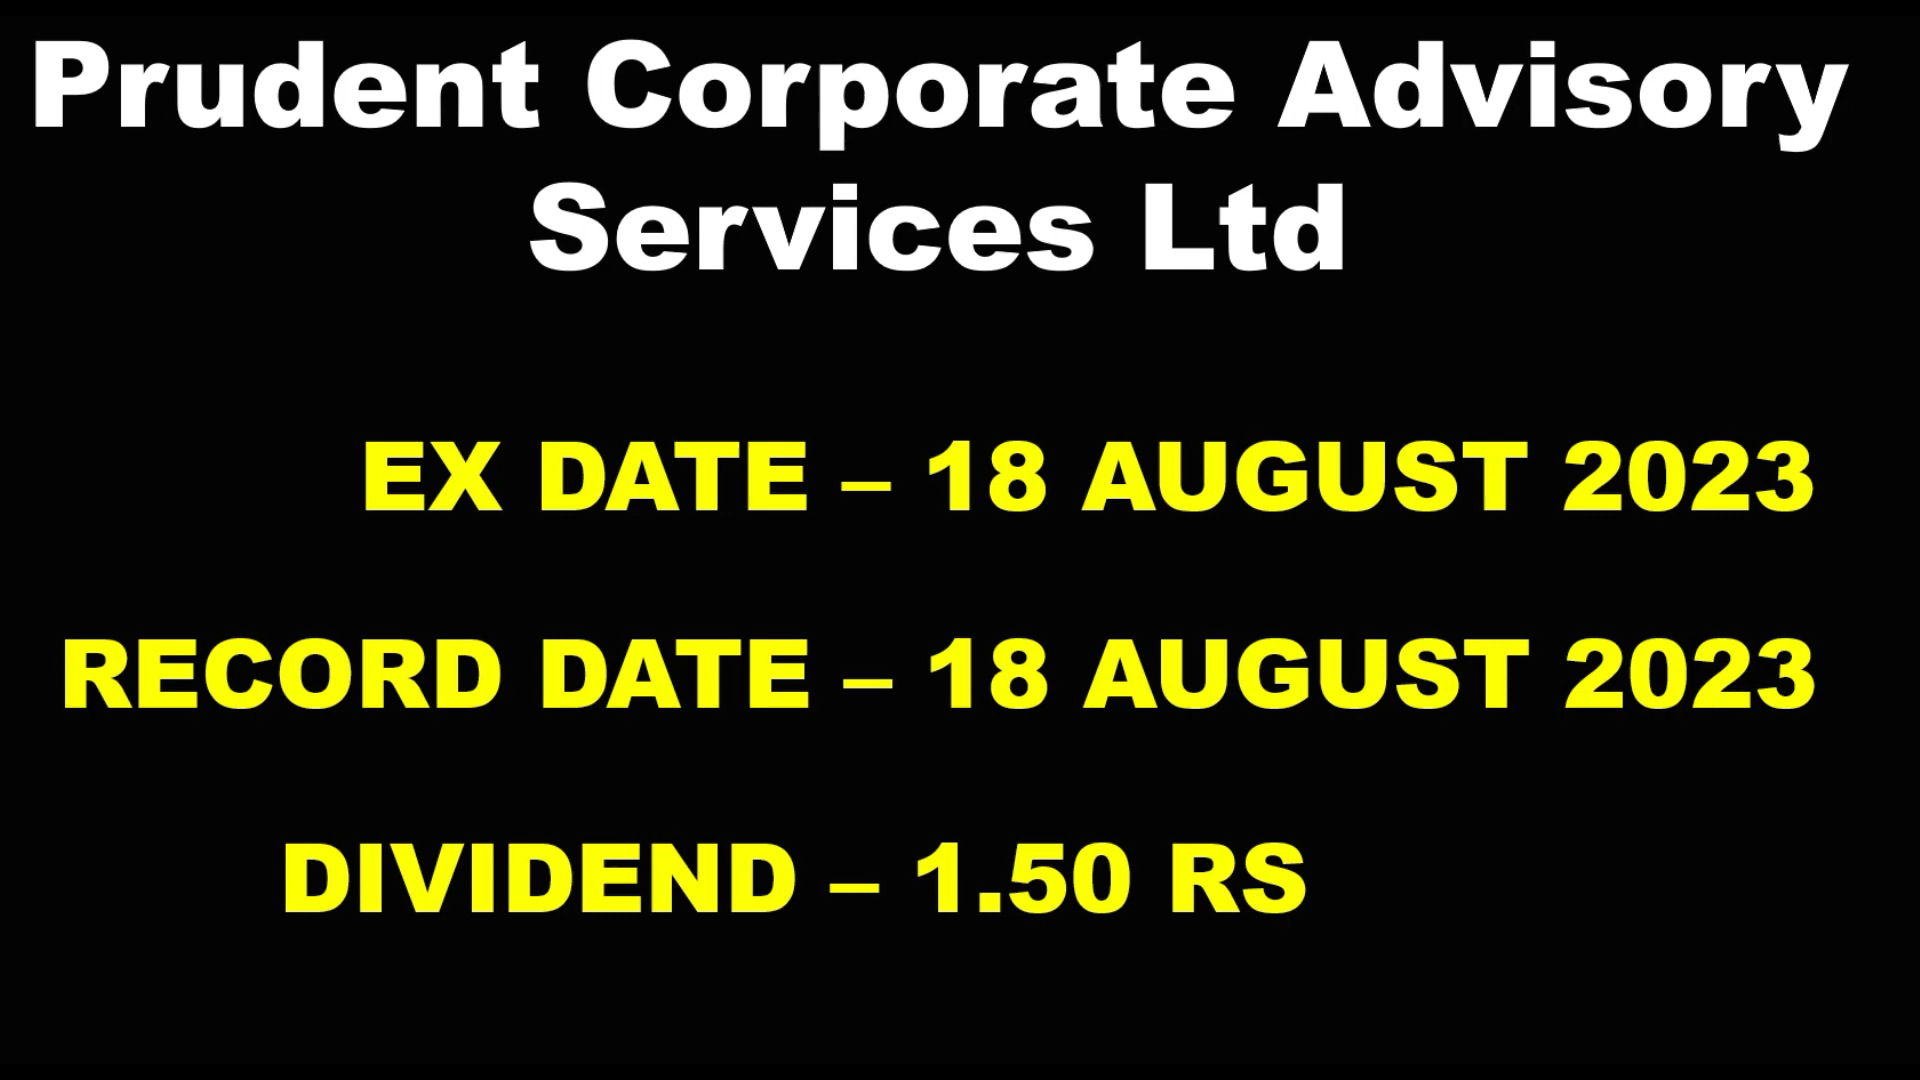 Prudent Corporate Advisory
Services Ltd
EX DATE – 18 AUGUST 2023
RECORD DATE – 18 AUGUST 2023
DIVIDEND – 1.50 RS